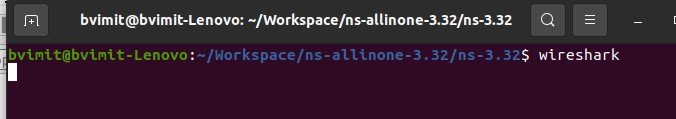 bvimit@bvimit-Lenovo: ~/Workspace/ns-allinone-3.32/ns-3.32
bvimit@bvimit-Lenovo:~/Workspace/ns-allinone-3.32/ns-3.32$ wireshark